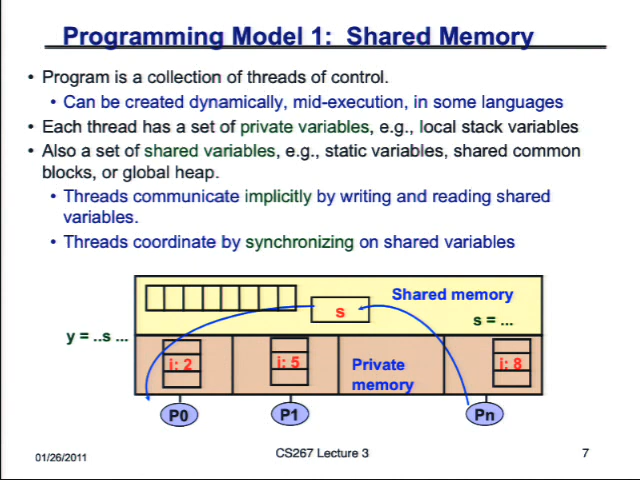 Programming Model 1: Shared Memory
• Program is a collection of threads of control.
• Can be created dynamically, mid-execution, in some languages
• Each thread has a set of private variables, e.g., local stack variables
• Also a set of shared variables, e.g., static variables, shared common
blocks, or global heap.
• Threads communicate implicitly by writing and reading shared
variables.
• Threads coordinate by synchronizing on shared variables
Shared memory
s
s = ...
y = ..s ...
i: 2
i: 5
Private
memory
i: 8
P0
P1
Pn
01/26/2011
CS267 Lecture 3
7